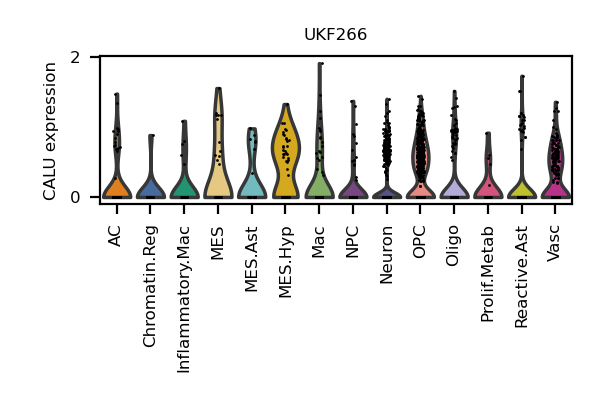 UKF266
CALU expression
2
0
AC
Chromatin.Reg
Inflammatory.Mac
MES
MES.Ast
MES.Hyp
Mac
NPC
Neuron
OPC
Oligo
Prolif.Metab
Reactive.Ast
Vasc